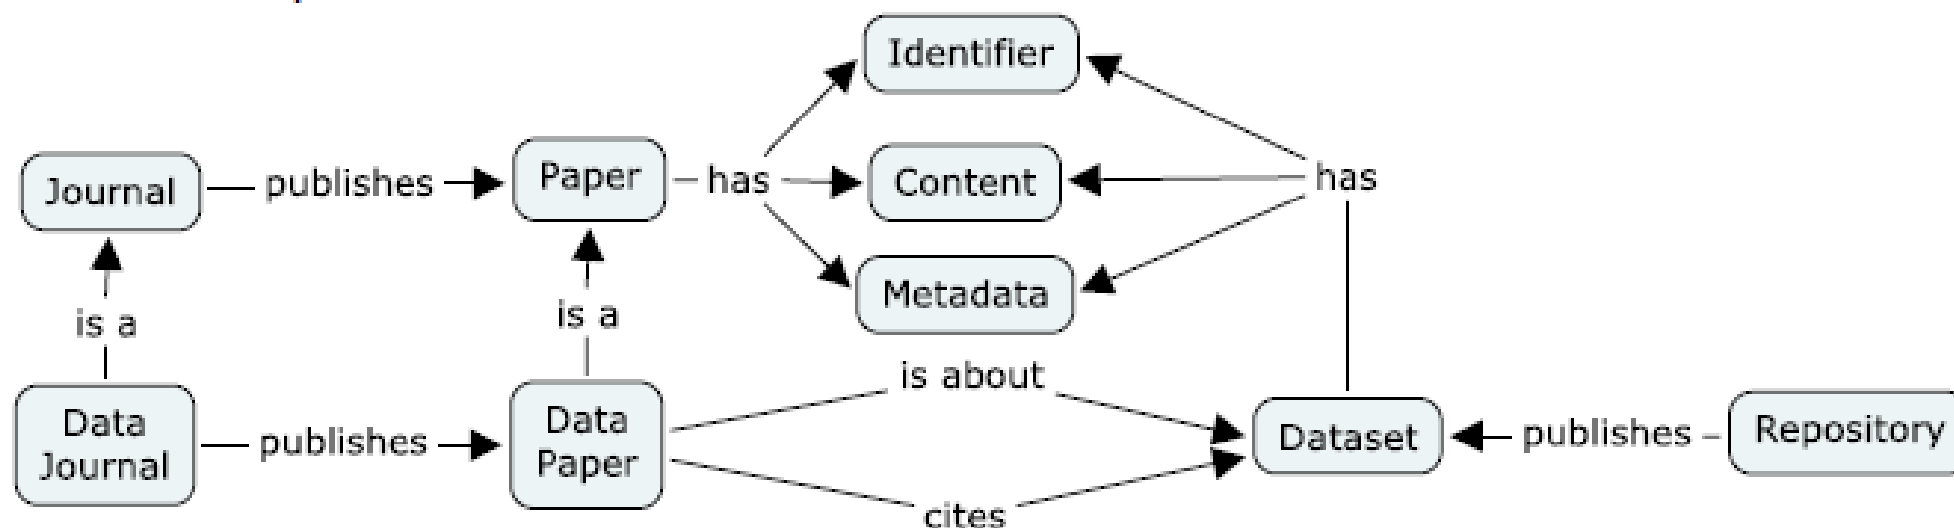 Identifier
Journal
publishes
Paper
has
Content
has
Metadata
is a
is a
is about
Data
Journal
publishes
Data
Paper
Dataset
publishes
Repository
cites